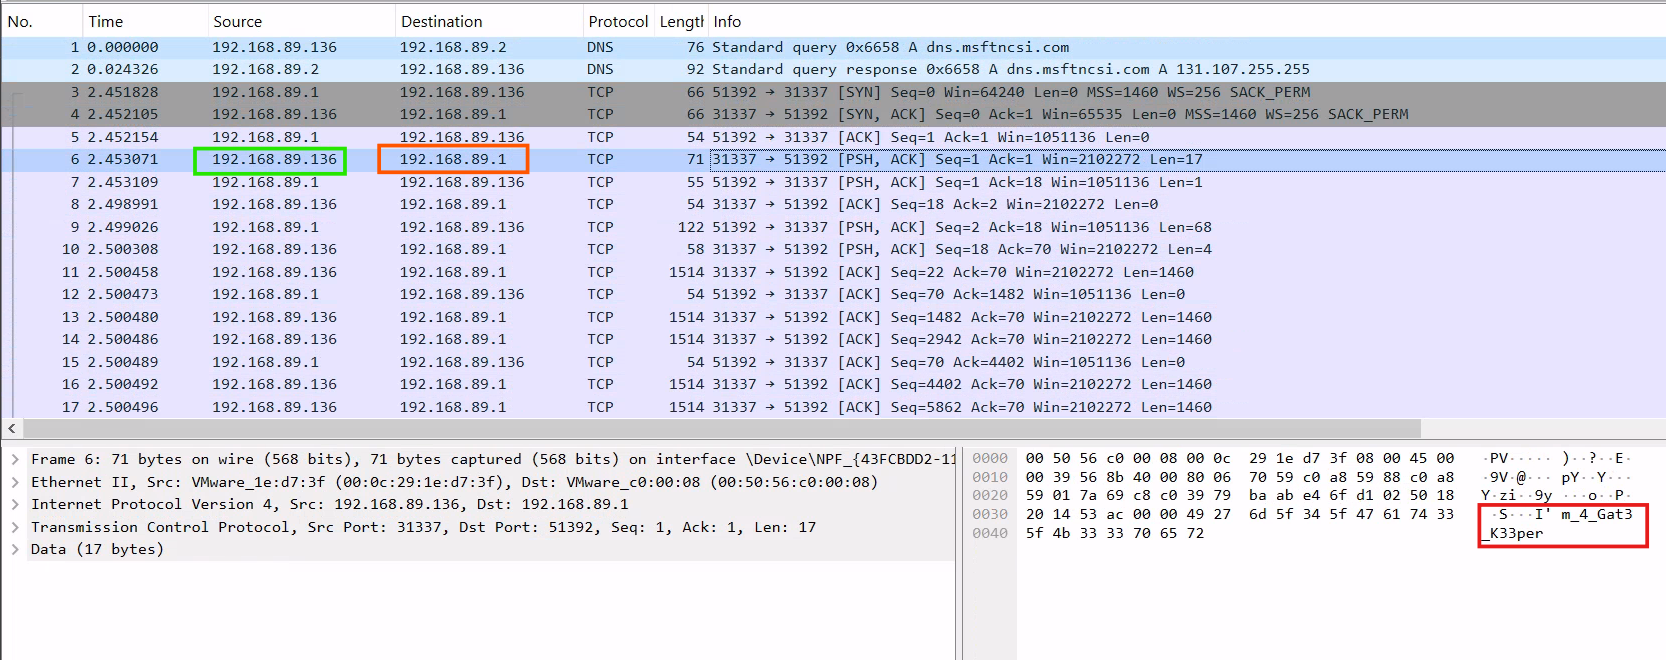 No. Time Source Destination Protocol Length Info
1 0.000000 192.168.89.136 192.168.89.2 DNS 76 Standard query 0x6658 A dns.msftncsi.com
2 0.024326 192.168.89.2 192.168.89.136 DNS 92 Standard query response 0x6658 A dns.msftncsi.com A 131.107.255.255
3 2.451828 192.168.89.1 192.168.89.136 TCP 66 51392 → 31337 [SYN] Seq=0 Win=64240 Len=0 MSS=1460 WS=256 SACK_PERM
4 2.452105 192.168.89.136 192.168.89.1 TCP 66 31337 → 51392 [SYN, ACK] Seq=0 Ack=1 Win=65535 Len=0 MSS=1460 WS=256 SACK_PERM
5 2.452154 192.168.89.1 192.168.89.136 TCP 54 51392 → 31337 [ACK] Seq=1 Ack=1 Win=1051136 Len=0
6 2.453071 192.168.89.136 192.168.89.1 TCP 71 31337 → 51392 [PSH, ACK] Seq=1 Ack=1 Win=2102272 Len=17
7 2.453109 192.168.89.1 192.168.89.136 TCP 55 51392 → 31337 [PSH, ACK] Seq=1 Ack=18 Win=1051136 Len=1
8 2.498991 192.168.89.136 192.168.89.1 TCP 54 31337 → 51392 [ACK] Seq=18 Ack=2 Win=2102272 Len=0
9 2.499026 192.168.89.1 192.168.89.136 TCP 122 51392 → 31337 [PSH, ACK] Seq=2 Ack=18 Win=1051136 Len=68
10 2.500308 192.168.89.136 192.168.89.1 TCP 58 31337 → 51392 [PSH, ACK] Seq=18 Ack=70 Win=2102272 Len=4
11 2.500458 192.168.89.136 192.168.89.1 TCP 1514 31337 → 51392 [ACK] Seq=22 Ack=70 Win=2102272 Len=1460
12 2.500473 192.168.89.1 192.168.89.136 TCP 54 51392 → 31337 [ACK] Seq=70 Ack=1482 Win=1051136 Len=0
13 2.500480 192.168.89.136 192.168.89.1 TCP 1514 31337 → 51392 [ACK] Seq=1482 Ack=70 Win=2102272 Len=1460
14 2.500486 192.168.89.136 192.168.89.1 TCP 1514 31337 → 51392 [ACK] Seq=2942 Ack=70 Win=2102272 Len=1460
15 2.500489 192.168.89.1 192.168.89.136 TCP 54 51392 → 31337 [ACK] Seq=70 Ack=4402 Win=1051136 Len=0
16 2.500492 192.168.89.136 192.168.89.1 TCP 1514 31337 → 51392 [ACK] Seq=4402 Ack=70 Win=2102272 Len=1460
17 2.500496 192.168.89.136 192.168.89.1 TCP 1514 31337 → 51392 [ACK] Seq=5862 Ack=70 Win=2102272 Len=1460
Frame 6: 71 bytes on wire (568 bits), 71 bytes captured (568 bits) on interface \Device\NPF_{43FCBDD2-11
Ethernet II, Src: VMware_1e:d7:3f (00:0c:29:1e:d7:3f), Dst: VMware_c0:00:08 (00:50:56:c0:00:08)
Internet Protocol Version 4, Src: 192.168.89.136, Dst: 192.168.89.1
Transmission Control Protocol, Src Port: 31337, Dst Port: 51392, Seq: 1, Ack: 1, Len: 17
Data (17 bytes)
0000 00 50 56 c0 00 08 00 0c 29 1e d7 3f 08 00 45 00 ·PV····· )··?··E·
0010 00 39 56 8b 40 00 80 06 70 59 c0 a8 59 88 c0 a8 ·9V·@··· pY··Y···
0020 59 01 7a 69 c8 c0 39 79 ba ab e4 6f d1 02 50 18 Y·zi··9y ···o··P·
0030 20 14 53 ac 00 00 49 27 6d 5f 34 5f 47 61 74 33 ·S···I' m_4_Gat3
0040 5f 4b 33 33 70 65 72 _K33per